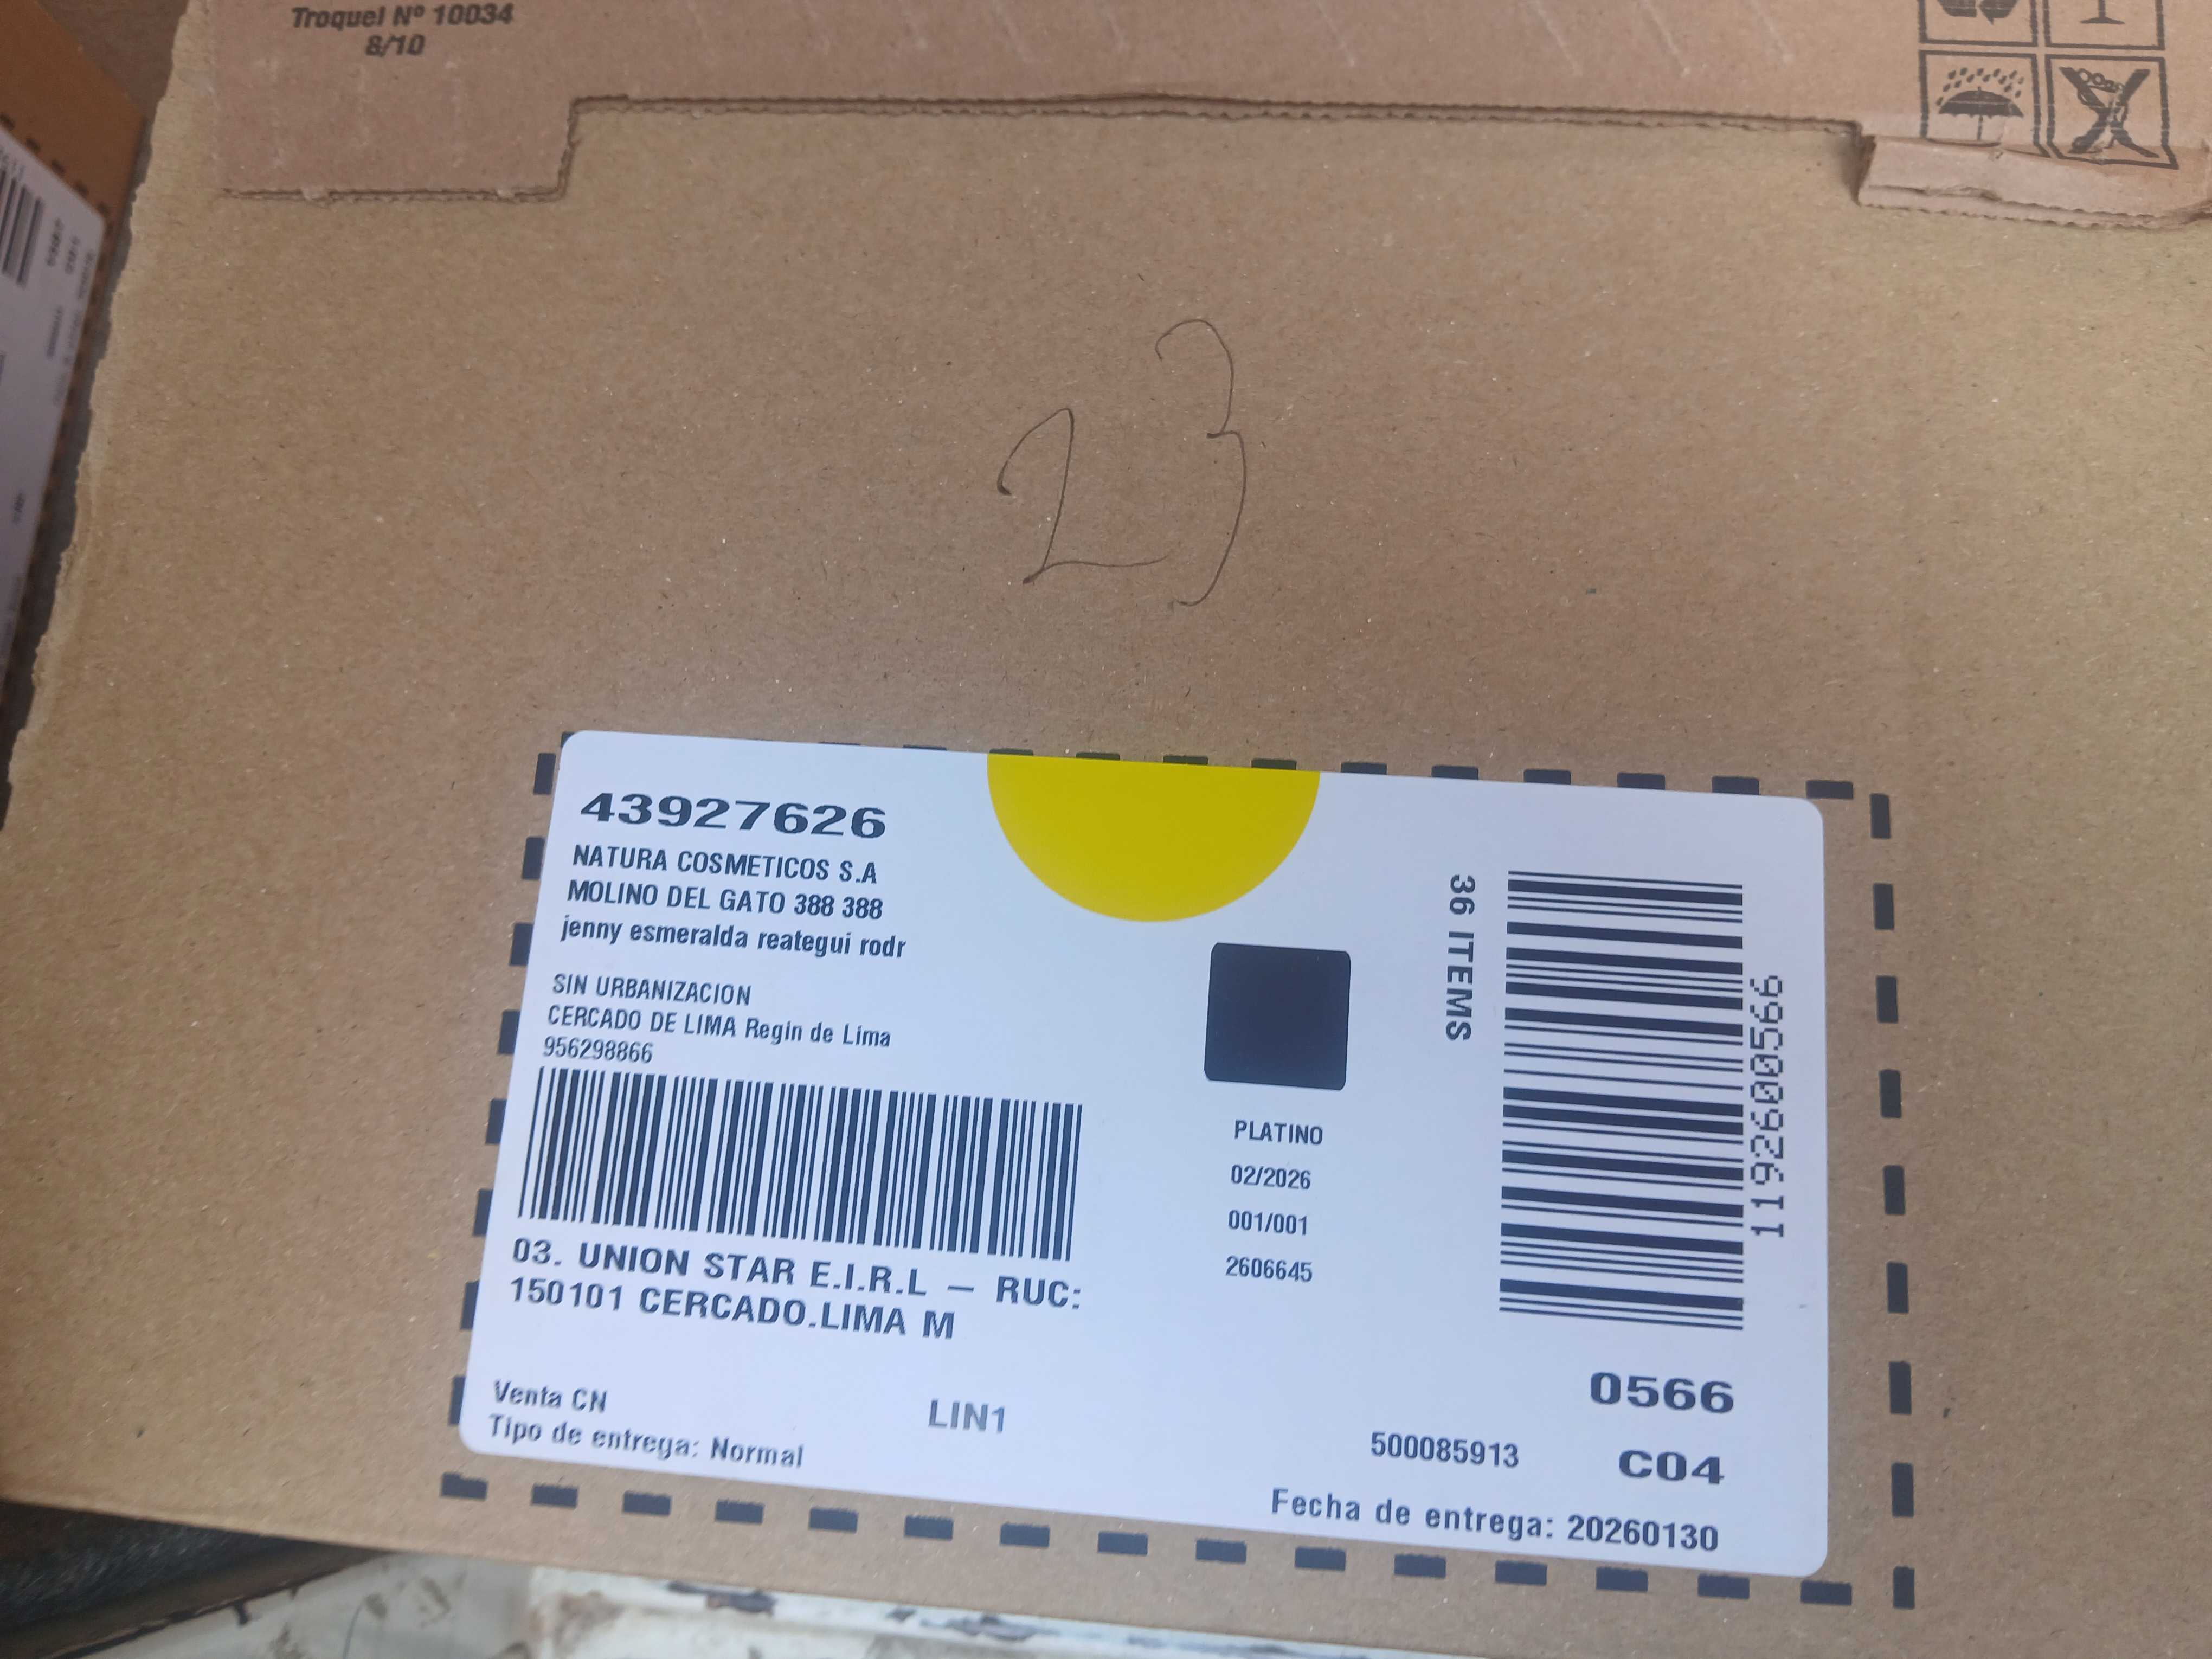 Troquel Nº 10034
8/10
23
43927626
NATURA COSMETICOS S.A
MOLINO DEL GATO 388 388
jenny esmeralda reategui rodr
SIN URBANIZACION
CERCADO DE LIMA Regin de Lima
956298866
03. UNION STAR E.I.R.L – RUC:
150101 CERCADO.LIMA M
Venta CN
Tipo de entrega: Normal
LIN1
PLATINO
02/2026
001/001
2606645
36 ITEMS
1192600566
0566
500085913
C04
Fecha de entrega: 20260130